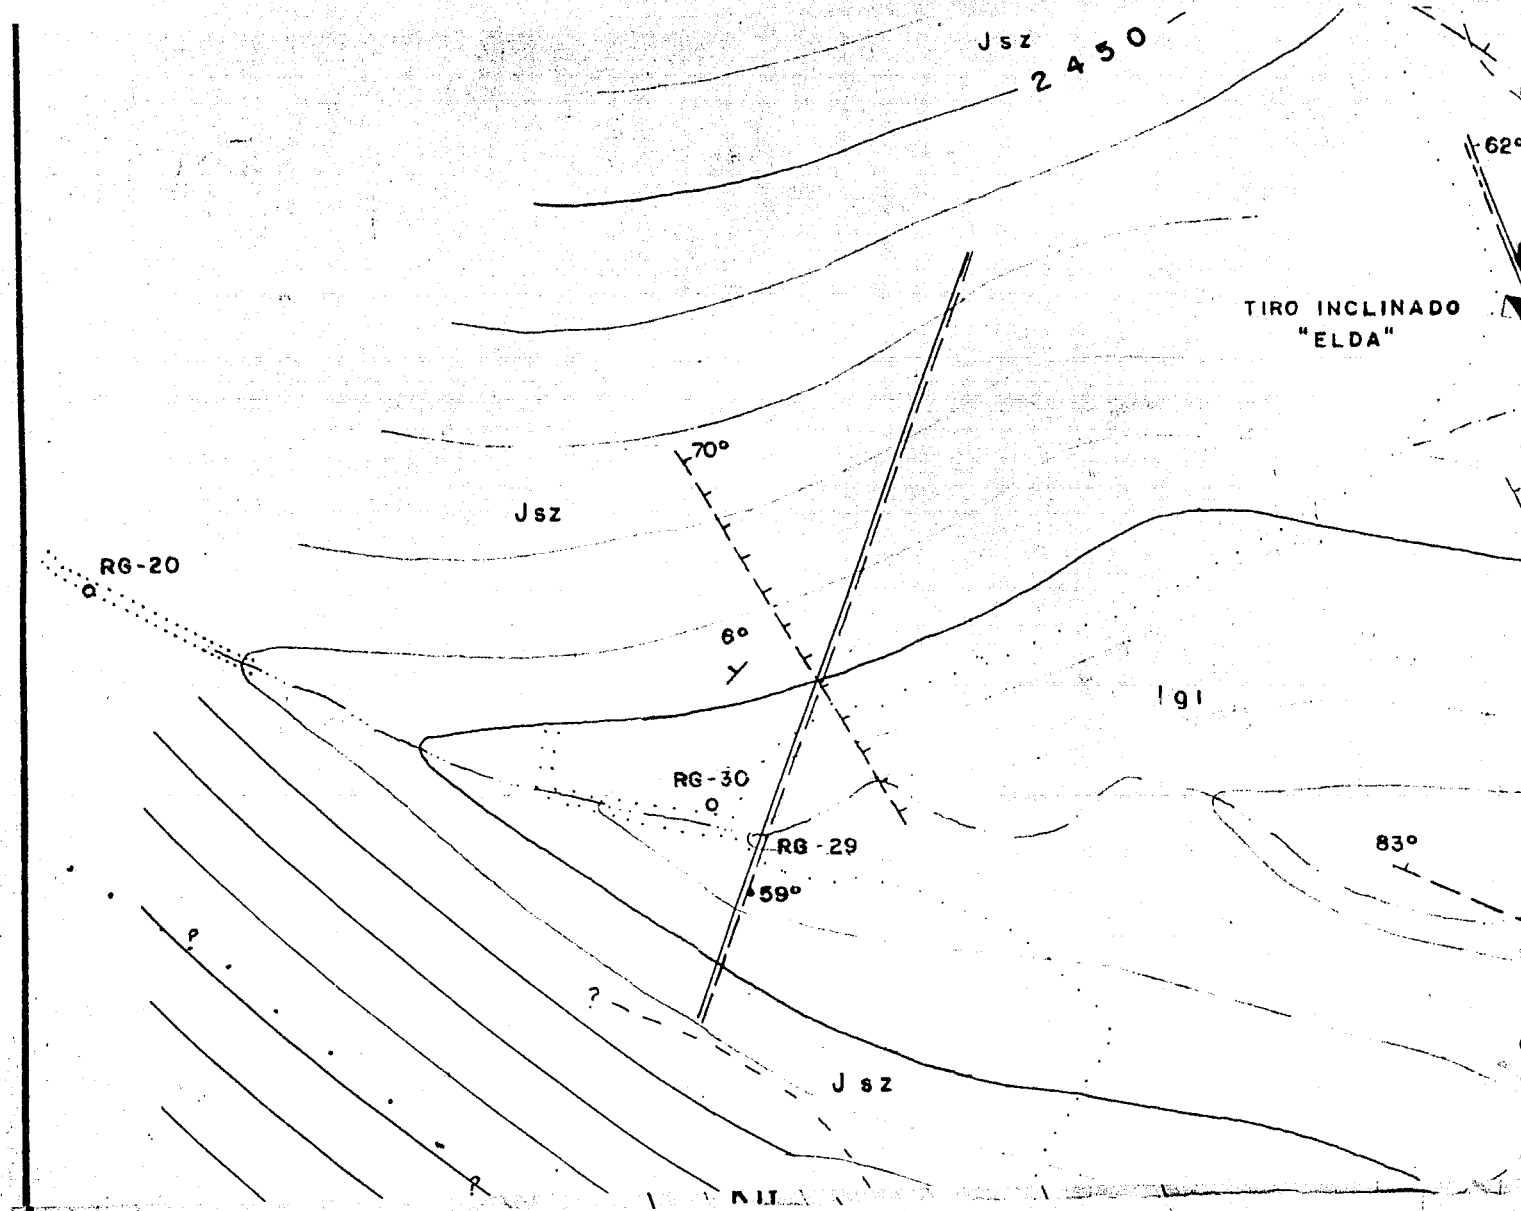 Jsz
2450
62°
TIRO INCLINADO
"ELDA"
70°
Jsz
RG-20
6°
Igi
RG-30
RG-29
83°
59°
?
?
Jsz
?